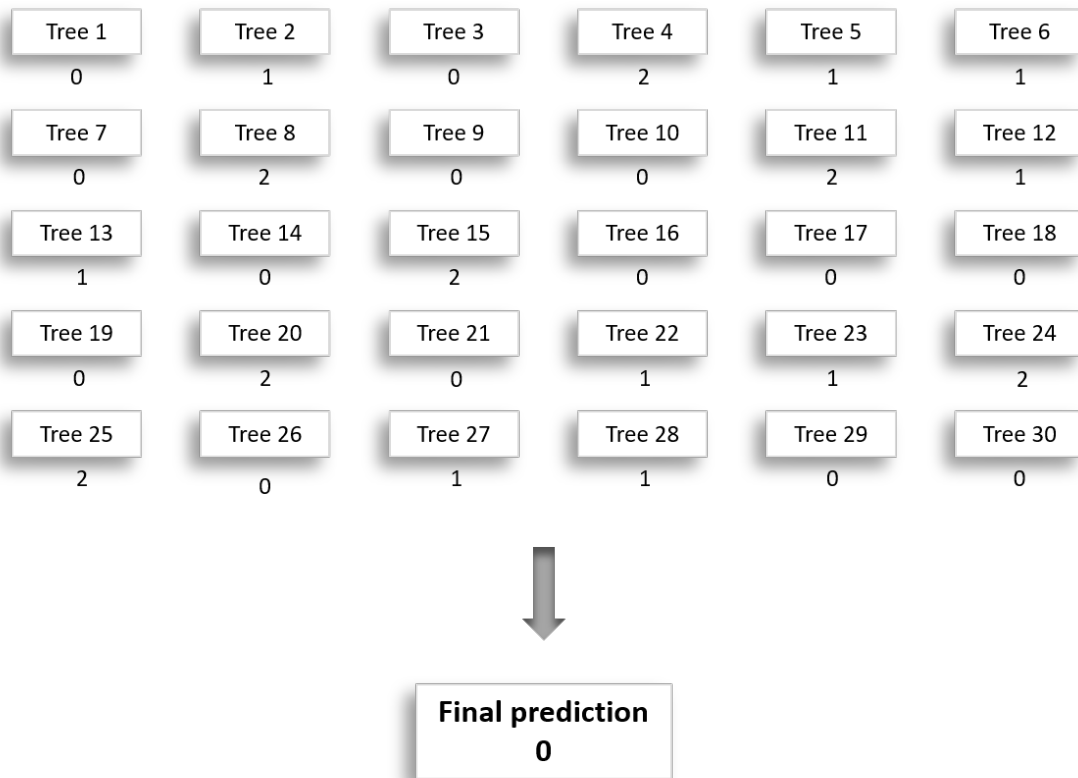 Tree 1 Tree 2 Tree 3 Tree 4 Tree 5 Tree 6
0 1 0 2 1 1
Tree 7 Tree 8 Tree 9 Tree 10 Tree 11 Tree 12
0 2 0 0 2 1
Tree 13 Tree 14 Tree 15 Tree 16 Tree 17 Tree 18
1 0 2 0 0 0
Tree 19 Tree 20 Tree 21 Tree 22 Tree 23 Tree 24
0 2 0 1 1 2
Tree 25 Tree 26 Tree 27 Tree 28 Tree 29 Tree 30
2 0 1 1 0 0
Final prediction
0